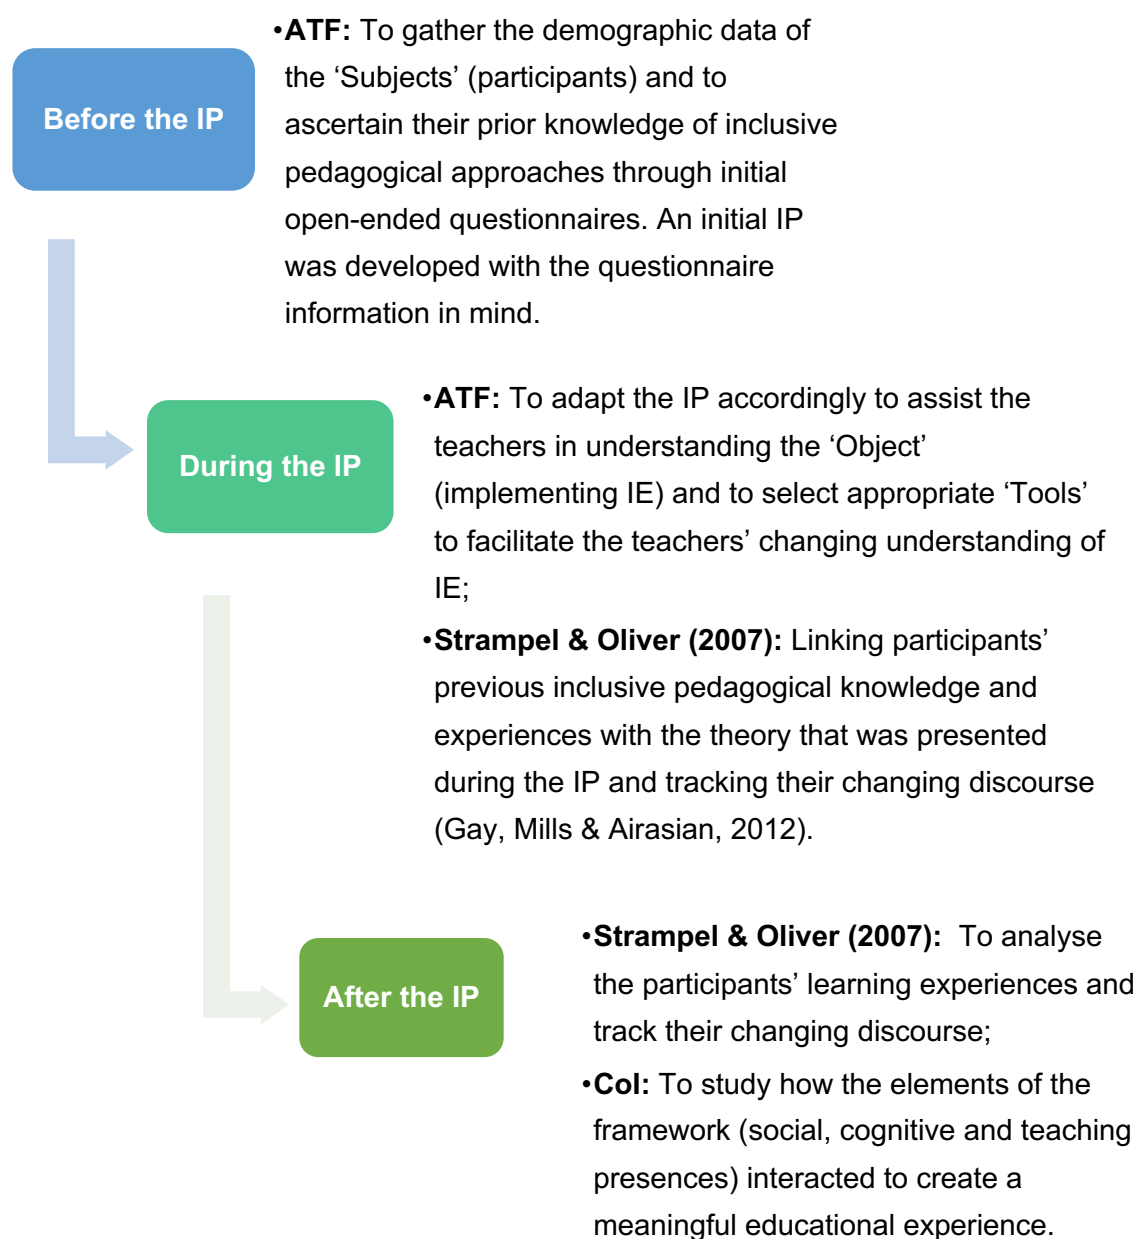 Before the IP
•ATF: To gather the demographic data of
the ‘Subjects’ (participants) and to
ascertain their prior knowledge of inclusive
pedagogical approaches through initial
open-ended questionnaires. An initial IP
was developed with the questionnaire
information in mind.
During the IP
•ATF: To adapt the IP accordingly to assist the
teachers in understanding the ‘Object’
(implementing IE) and to select appropriate ‘Tools’
to facilitate the teachers’ changing understanding of
IE;
•Strampel & Oliver (2007): Linking participants’
previous inclusive pedagogical knowledge and
experiences with the theory that was presented
during the IP and tracking their changing discourse
(Gay, Mills & Airasian, 2012).
After the IP
•Strampel & Oliver (2007): To analyse
the participants’ learning experiences and
track their changing discourse;
•CoI: To study how the elements of the
framework (social, cognitive and teaching
presences) interacted to create a
meaningful educational experience.